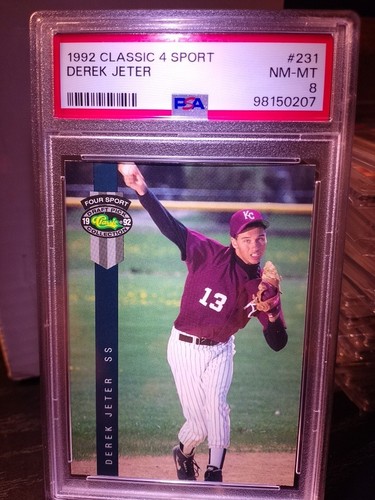 1992 CLASSIC 4 SPORT #231
DEREK JETER NM-MT
8
PSA 98150207
FOUR SPORT
DRAFT PICK
19 Classic 92
COLLECTION
KC
13
DEREK JETER SS